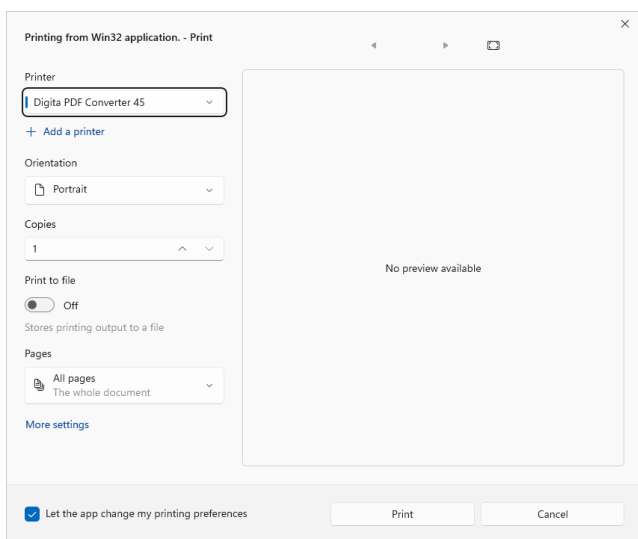 Printing from Win32 application. - Print
Printer
Digita PDF Converter 45
Add a printer
Orientation
Portrait
Copies
1
Print to file
Off
Stores printing output to a file
Pages
All pages
The whole document
More settings
No preview available
Let the app change my printing preferences
Print
Cancel